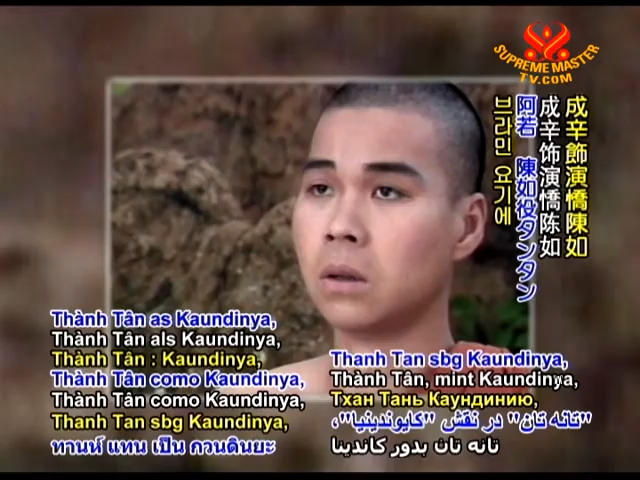 SUPREME MASTER
TV.COM
成辛飾演憍陳如
成辛饰演憍陈如
阿若 陳如役タンタン
브라민 요기에
Thành Tân as Kaundinya,
Thành Tân als Kaundinya,
Thành Tân : Kaundinya,
Thành Tân como Kaundinya,
Thành Tân como Kaundinya,
Thanh Tan sbg Kaundinya,
ทานห์ แทน เป็น กวนดินยะ
Thanh Tan sbg Kaundinya,
Thành Tân, mint Kaundinya,
Тхан Тань Каундинию,
"تانه تان" در نقش "کایوندینیا"،
تانه تان بدور كاندينا